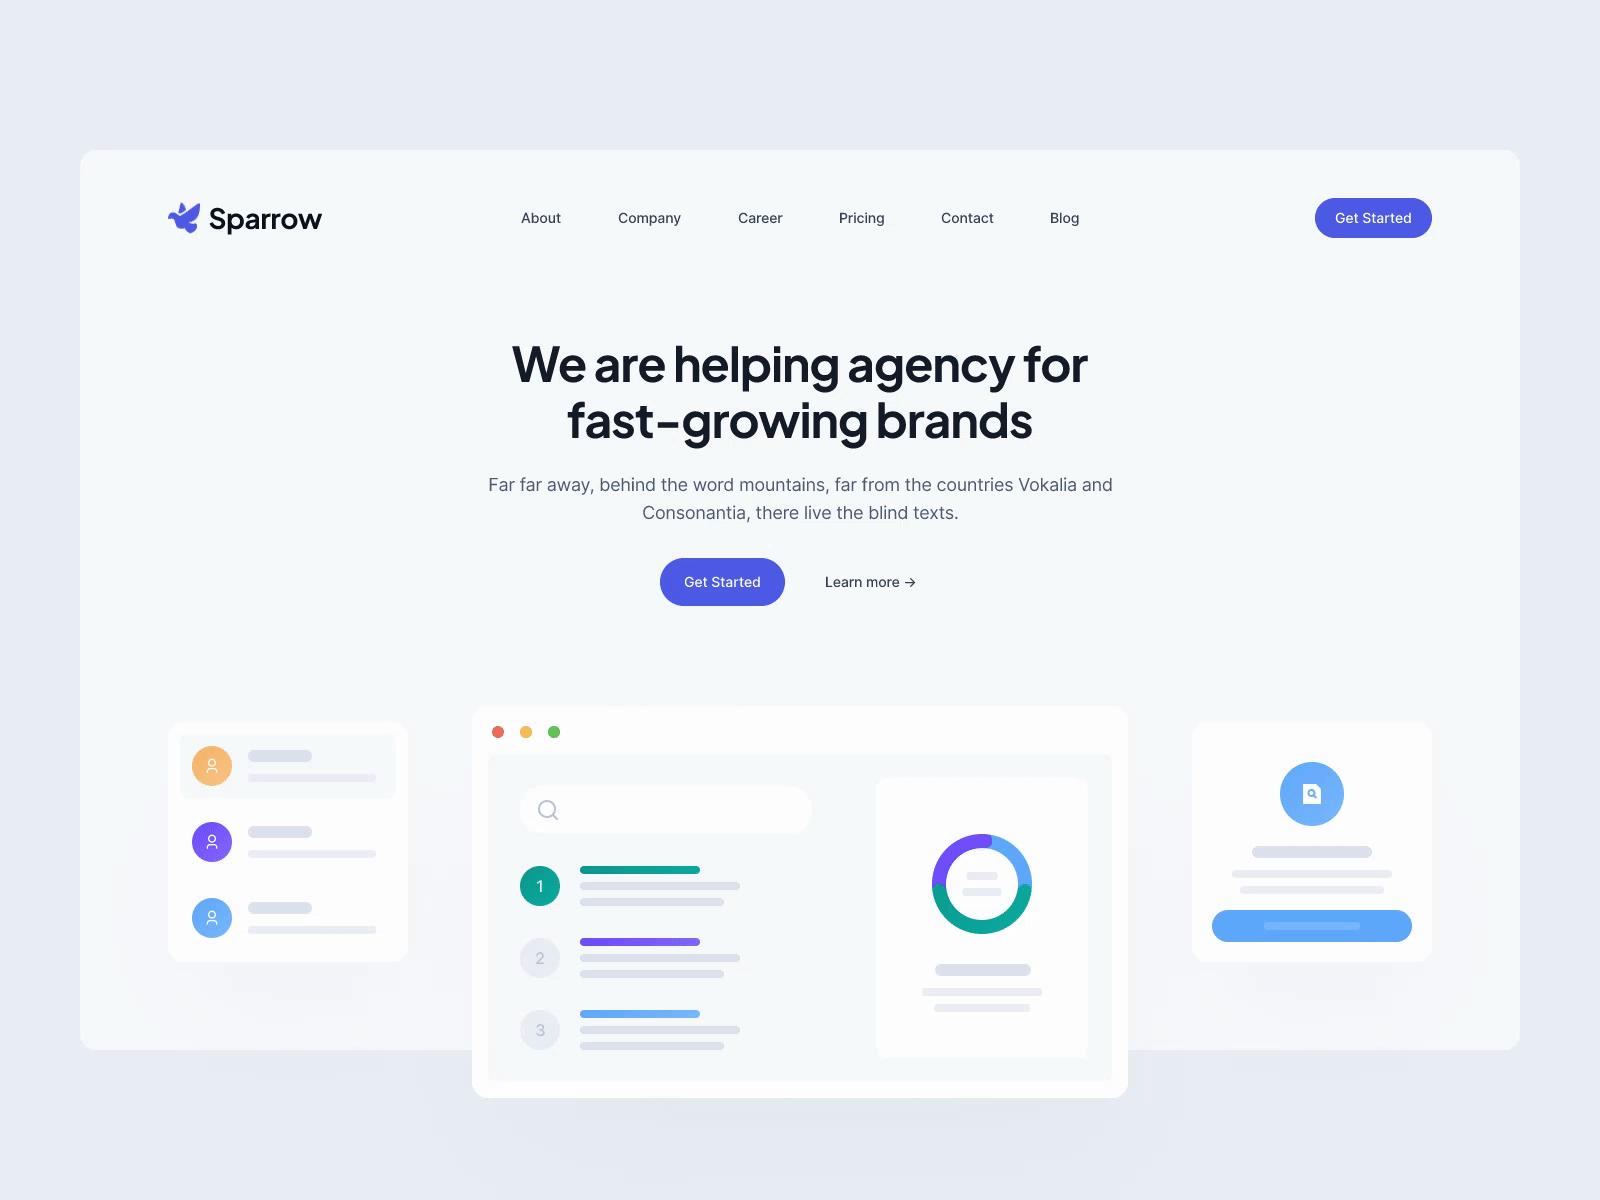 Sparrow
About
Company
Career
Pricing
Contact
Blog
Get Started
We are helping agency for
fast-growing brands
Far far away, behind the word mountains, far from the countries Vokalia and
Consonantia, there live the blind texts.
Get Started
Learn more →
1
2
3